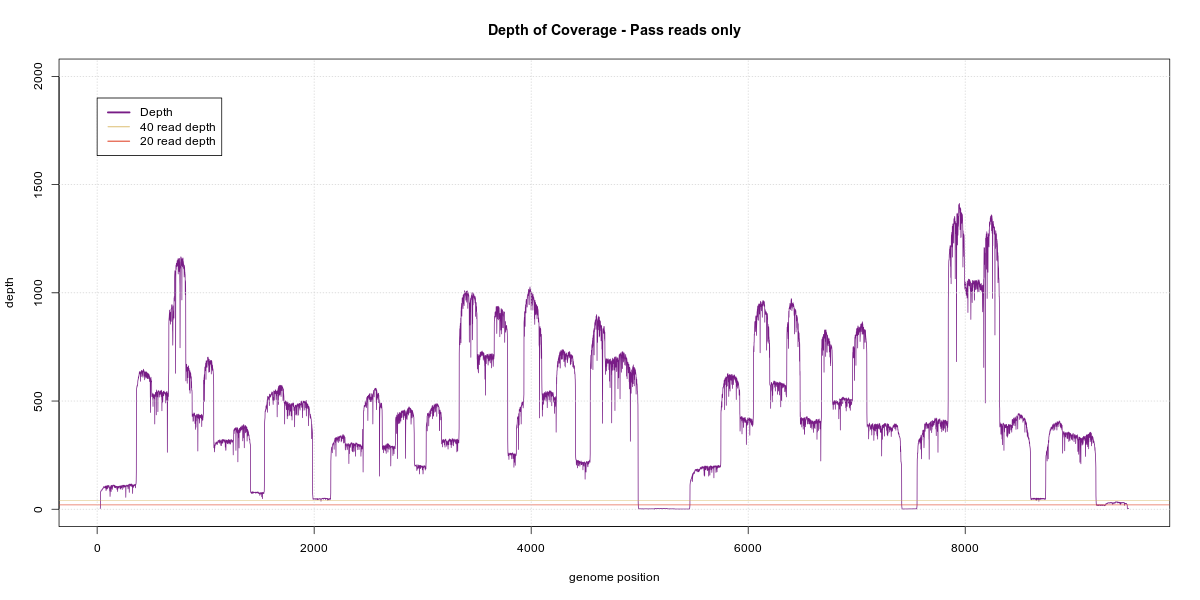 Depth of Coverage - Pass reads only
depth
2000
1500
1000
500
0
Depth
40 read depth
20 read depth
0
2000
4000
6000
8000
genome position